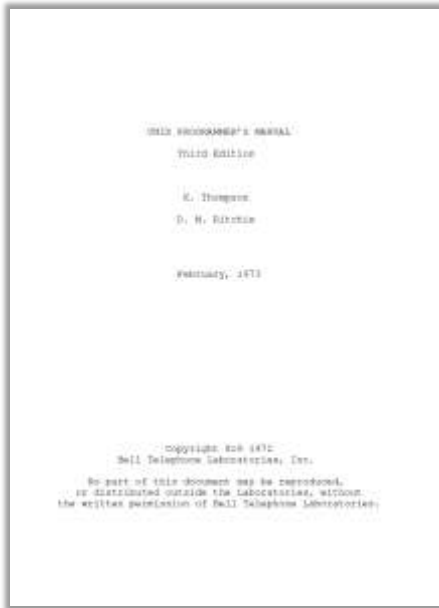 UNIX PROGRAMMER'S MANUAL
Third Edition
K. Thompson
D. M. Ritchie
February, 1973
Copyright 1972
Bell Telephone Laboratories, Inc.
No part of this document may be reproduced,
or distributed outside the Laboratories, without
the written permission of Bell Telephone Laboratories.